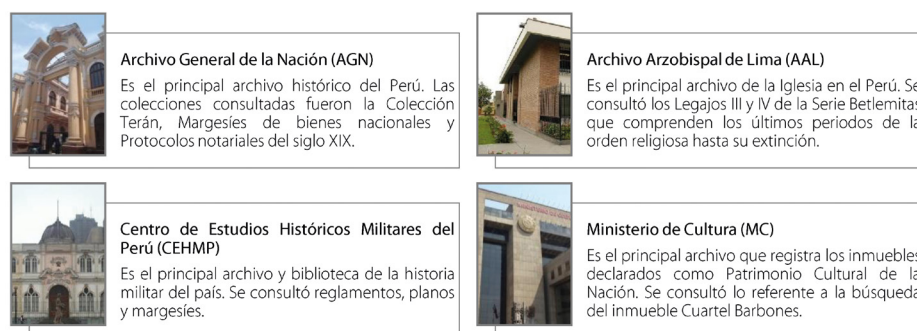 Archivo General de la Nación (AGN)
Es el principal archivo histórico del Perú. Las
colecciones consultadas fueron la Colección
Terán, Margesíes de bienes nacionales y
Protocolos notariales del siglo XIX.
Archivo Arzobispal de Lima (AAL)
Es el principal archivo de la Iglesia en el Perú. Se
consultó los Legajos III y IV de la Serie Betlemitas
que comprenden los últimos periodos de la
orden religiosa hasta su extinción.
Centro de Estudios Históricos Militares del
Perú (CEHMP)
Es el principal archivo y biblioteca de la historia
militar del país. Se consultó reglamentos, planos
y margesíes.
Ministerio de Cultura (MC)
Es el principal archivo que registra los inmuebles
declarados como Patrimonio Cultural de la
Nación. Se consultó lo referente a la búsqueda
del inmueble Cuartel Barbones.